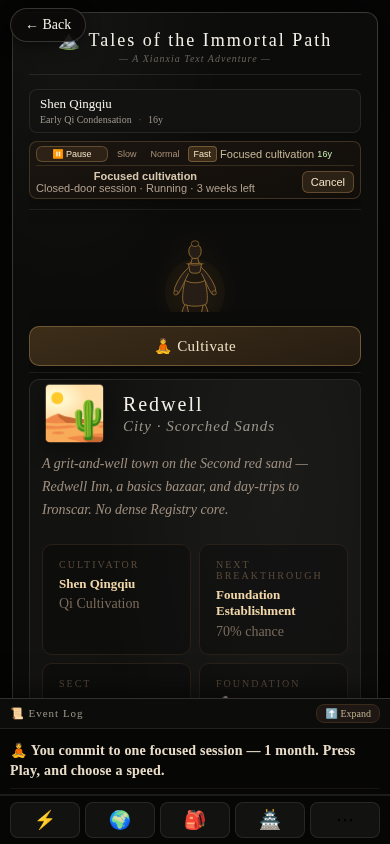 ← Back
Tales of the Immortal Path
— A Xianxia Text Adventure —
Shen Qingqiu
Early Qi Condensation · 16y
⏸ Pause Slow Normal Fast Focused cultivation 16y
Focused cultivation
Closed-door session · Running · 3 weeks left
Cancel
🧘 Cultivate
Redwell
City · Scorched Sands
A grit-and-well town on the Second red sand —
Redwell Inn, a basics bazaar, and day-trips to
Ironscar. No dense Registry core.
CULTIVATOR
Shen Qingqiu
Qi Cultivation
NEXT
BREAKTHROUGH
Foundation
Establishment
70% chance
SECT
FOUNDATION
📜 Event Log
⬆️ Expand
🧘 You commit to one focused session — 1 month. Press
Play, and choose a speed.